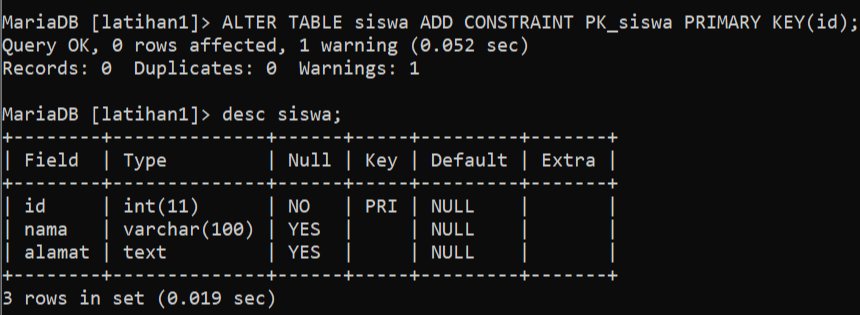 MariaDB [latihan1]> ALTER TABLE siswa ADD CONSTRAINT PK_siswa PRIMARY KEY(id);
Query OK, 0 rows affected, 1 warning (0.052 sec)
Records: 0  Duplicates: 0  Warnings: 1

MariaDB [latihan1]> desc siswa;
+--------+--------------+------+-----+---------+-------+
| Field  | Type         | Null | Key | Default | Extra |
+--------+--------------+------+-----+---------+-------+
| id     | int(11)      | NO   | PRI | NULL    |       |
| nama   | varchar(100) | YES  |     | NULL    |       |
| alamat | text         | YES  |     | NULL    |       |
+--------+--------------+------+-----+---------+-------+
3 rows in set (0.019 sec)